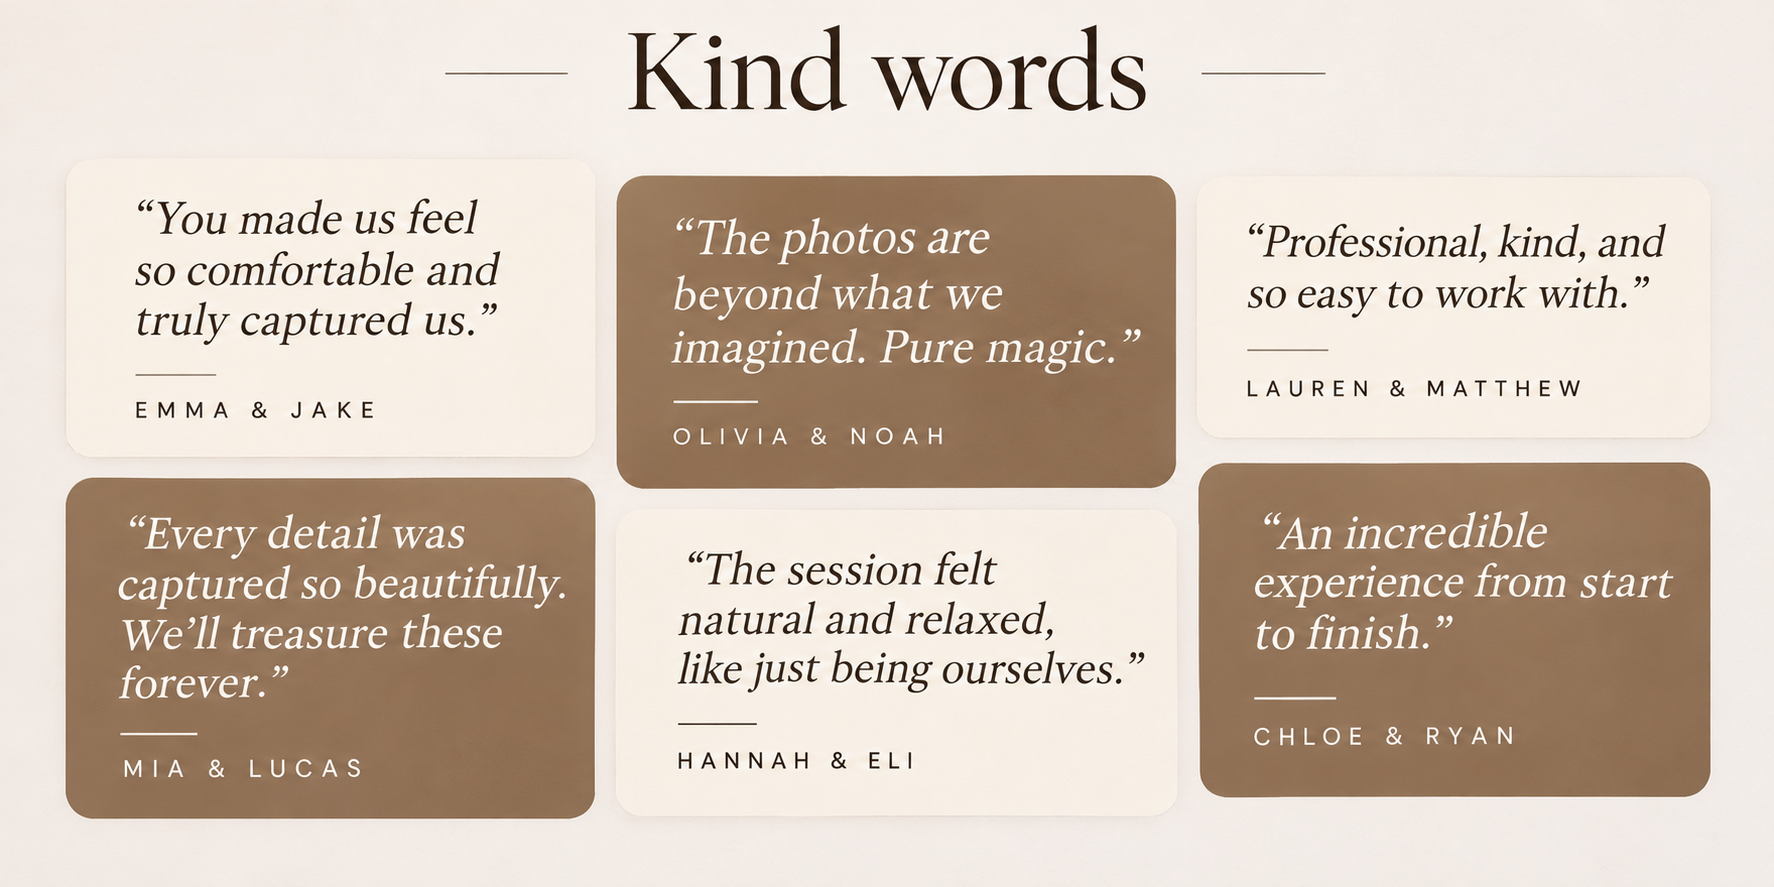 Kind words
“You made us feel
so comfortable and
truly captured us.”
EMMA & JAKE
“The photos are
beyond what we
imagined. Pure magic.”
OLIVIA & NOAH
“Professional, kind, and
so easy to work with.”
LAUREN & MATTHEW
“Every detail was
captured so beautifully.
We’ll treasure these
forever.”
MIA & LUCAS
“The session felt
natural and relaxed,
like just being ourselves.”
HANNAH & ELI
“An incredible
experience from start
to finish.”
CHLOE & RYAN